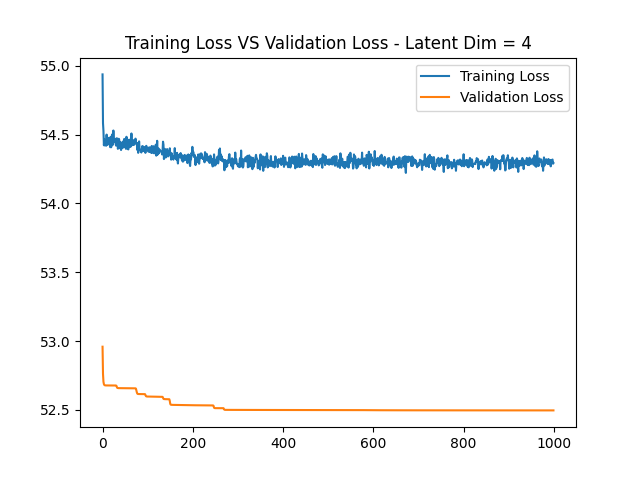 Training Loss VS Validation Loss - Latent Dim = 4
55.0
54.5
54.0
53.5
53.0
52.5
Training Loss
Validation Loss
0 200 400 600 800 1000